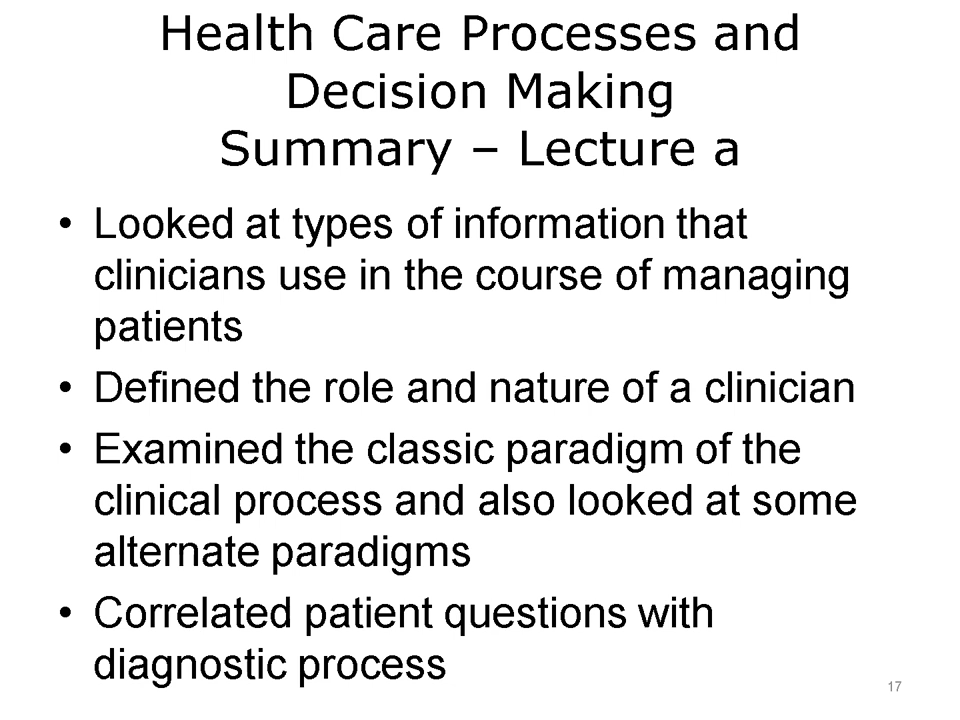 Health Care Processes and
Decision Making
Summary – Lecture a
• Looked at types of information that
clinicians use in the course of managing
patients
• Defined the role and nature of a clinician
• Examined the classic paradigm of the
clinical process and also looked at some
alternate paradigms
• Correlated patient questions with
diagnostic process
17